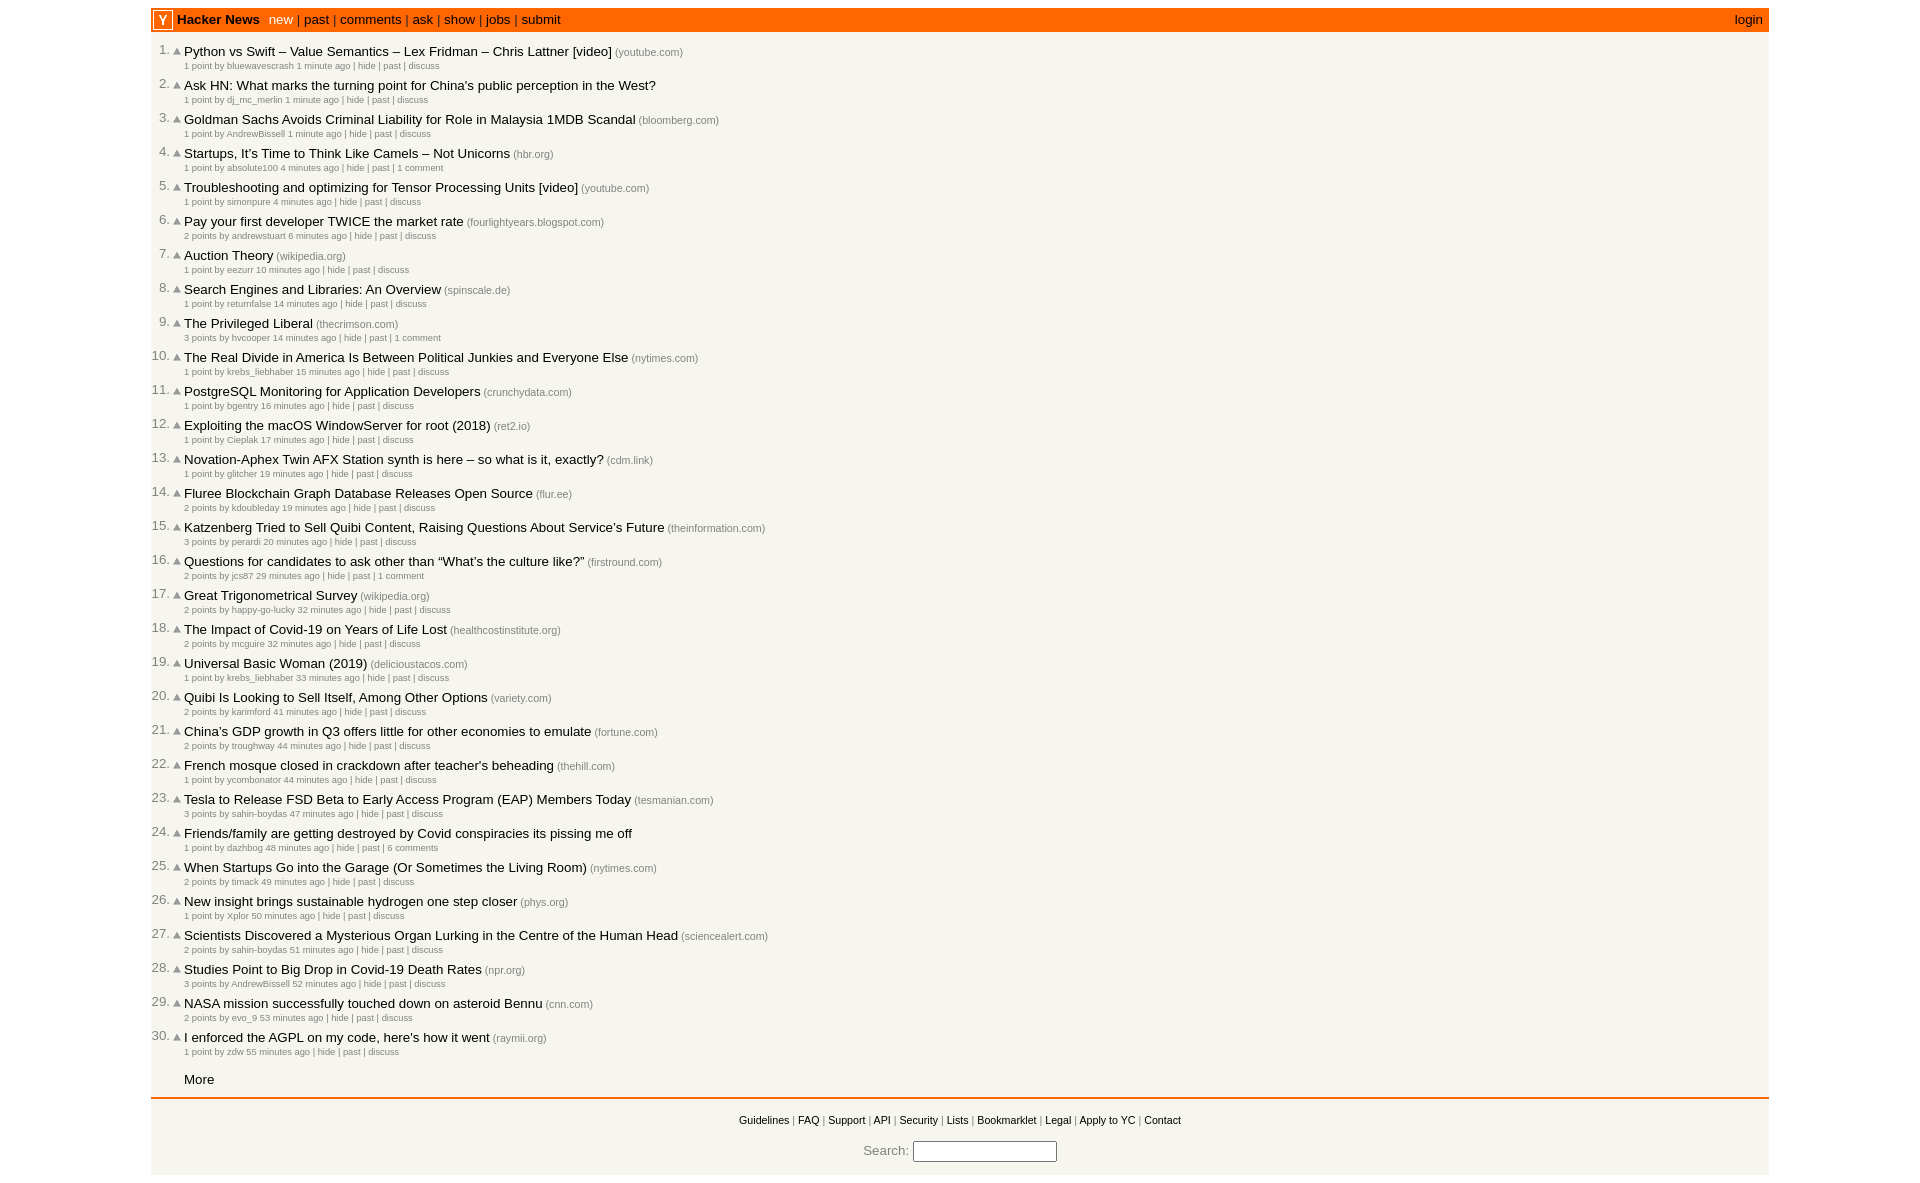 Y Hacker News new | past | comments | ask | show | jobs | submit login
1. Python vs Swift – Value Semantics – Lex Fridman – Chris Lattner [video] (youtube.com)
1 point by bluewavescrash 1 minute ago | hide | past | discuss
2. Ask HN: What marks the turning point for China's public perception in the West?
1 point by dj_mc_merlin 1 minute ago | hide | past | discuss
3. Goldman Sachs Avoids Criminal Liability for Role in Malaysia 1MDB Scandal (bloomberg.com)
1 point by AndrewBissell 1 minute ago | hide | past | discuss
4. Startups, It’s Time to Think Like Camels – Not Unicorns (hbr.org)
1 point by absolute100 4 minutes ago | hide | past | 1 comment
5. Troubleshooting and optimizing for Tensor Processing Units [video] (youtube.com)
1 point by simonpure 4 minutes ago | hide | past | discuss
6. Pay your first developer TWICE the market rate (fourlightyears.blogspot.com)
2 points by andrewstuart 6 minutes ago | hide | past | discuss
7. Auction Theory (wikipedia.org)
1 point by eezurr 10 minutes ago | hide | past | discuss
8. Search Engines and Libraries: An Overview (spinscale.de)
1 point by returnfalse 14 minutes ago | hide | past | discuss
9. The Privileged Liberal (thecrimson.com)
3 points by hvcooper 14 minutes ago | hide | past | 1 comment
10. The Real Divide in America Is Between Political Junkies and Everyone Else (nytimes.com)
1 point by krebs_liebhaber 15 minutes ago | hide | past | discuss
11. PostgreSQL Monitoring for Application Developers (crunchydata.com)
1 point by bgentry 16 minutes ago | hide | past | discuss
12. Exploiting the macOS WindowServer for root (2018) (ret2.io)
1 point by Cieplak 17 minutes ago | hide | past | discuss
13. Novation-Aphex Twin AFX Station synth is here – so what is it, exactly? (cdm.link)
1 point by glitcher 19 minutes ago | hide | past | discuss
14. Fluree Blockchain Graph Database Releases Open Source (flur.ee)
2 points by kdoubleday 19 minutes ago | hide | past | discuss
15. Katzenberg Tried to Sell Quibi Content, Raising Questions About Service’s Future (theinformation.com)
3 points by perardi 20 minutes ago | hide | past | discuss
16. Questions for candidates to ask other than “What’s the culture like?” (firstround.com)
2 points by jcs87 29 minutes ago | hide | past | 1 comment
17. Great Trigonometrical Survey (wikipedia.org)
2 points by happy-go-lucky 32 minutes ago | hide | past | discuss
18. The Impact of Covid-19 on Years of Life Lost (healthcostinstitute.org)
2 points by mcguire 32 minutes ago | hide | past | discuss
19. Universal Basic Woman (2019) (delicioustacos.com)
1 point by krebs_liebhaber 33 minutes ago | hide | past | discuss
20. Quibi Is Looking to Sell Itself, Among Other Options (variety.com)
2 points by karimford 41 minutes ago | hide | past | discuss
21. China’s GDP growth in Q3 offers little for other economies to emulate (fortune.com)
2 points by troughway 44 minutes ago | hide | past | discuss
22. French mosque closed in crackdown after teacher's beheading (thehill.com)
1 point by ycombonator 44 minutes ago | hide | past | discuss
23. Tesla to Release FSD Beta to Early Access Program (EAP) Members Today (tesmanian.com)
3 points by sahin-boydas 47 minutes ago | hide | past | discuss
24. Friends/family are getting destroyed by Covid conspiracies its pissing me off
1 point by dazhbog 48 minutes ago | hide | past | 6 comments
25. When Startups Go into the Garage (Or Sometimes the Living Room) (nytimes.com)
2 points by timack 49 minutes ago | hide | past | discuss
26. New insight brings sustainable hydrogen one step closer (phys.org)
1 point by Xplor 50 minutes ago | hide | past | discuss
27. Scientists Discovered a Mysterious Organ Lurking in the Centre of the Human Head (sciencealert.com)
2 points by sahin-boydas 51 minutes ago | hide | past | discuss
28. Studies Point to Big Drop in Covid-19 Death Rates (npr.org)
3 points by AndrewBissell 52 minutes ago | hide | past | discuss
29. NASA mission successfully touched down on asteroid Bennu (cnn.com)
2 points by evo_9 53 minutes ago | hide | past | discuss
30. I enforced the AGPL on my code, here's how it went (raymii.org)
1 point by zdw 55 minutes ago | hide | past | discuss
More
Guidelines | FAQ | Support | API | Security | Lists | Bookmarklet | Legal | Apply to YC | Contact
Search: